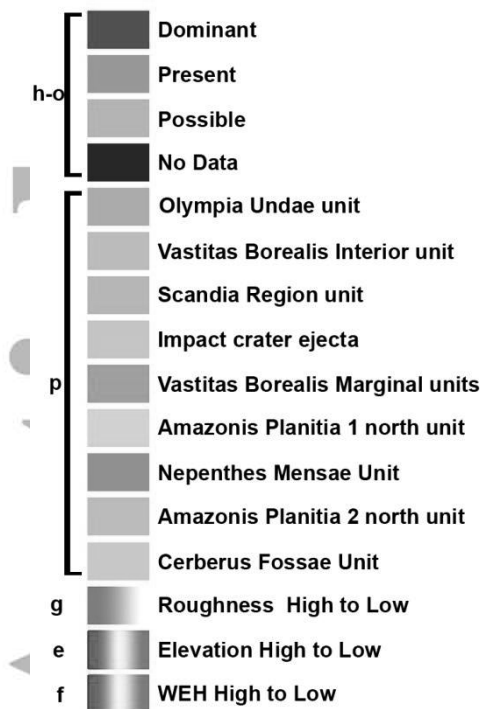 Dominant
Present
h-o
Possible
No Data
Olympia Undae unit
Vastitas Borealis Interior unit
Scandia Region unit
Impact crater ejecta
p
Vastitas Borealis Marginal units
Amazonis Planitia 1 north unit
Nepenthes Mensae Unit
Amazonis Planitia 2 north unit
Cerberus Fossae Unit
g Roughness High to Low
e Elevation High to Low
f WEH High to Low